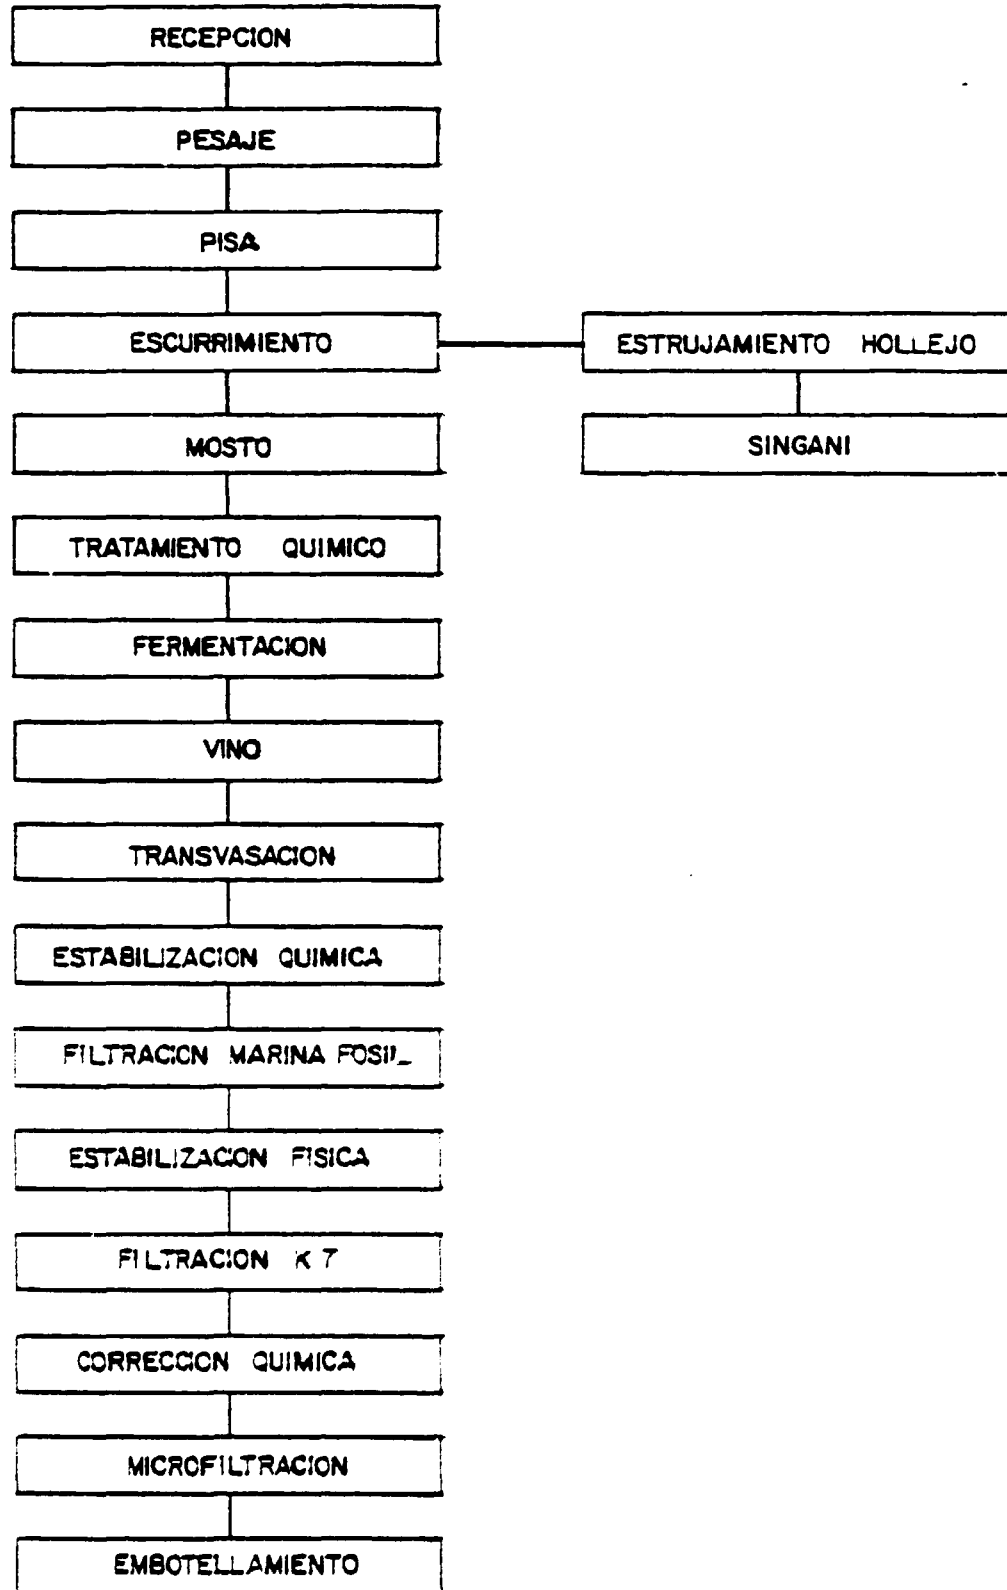 RECEPCION
PESAJE
PISA
ESCURRIMIENTO
ESTRUJAMIENTO HOLLEJO
MOSTO
SINGANI
TRATAMIENTO QUIMICO
FERMENTACION
VINO
TRANSVASACION
ESTABILIZACION QUIMICA
FILTRACION MARINA FOSIL
ESTABILIZACION FISICA
FILTRACION K 7
CORRECCION QUIMICA
MICROFILTRACION
EMBOTELLAMIENTO